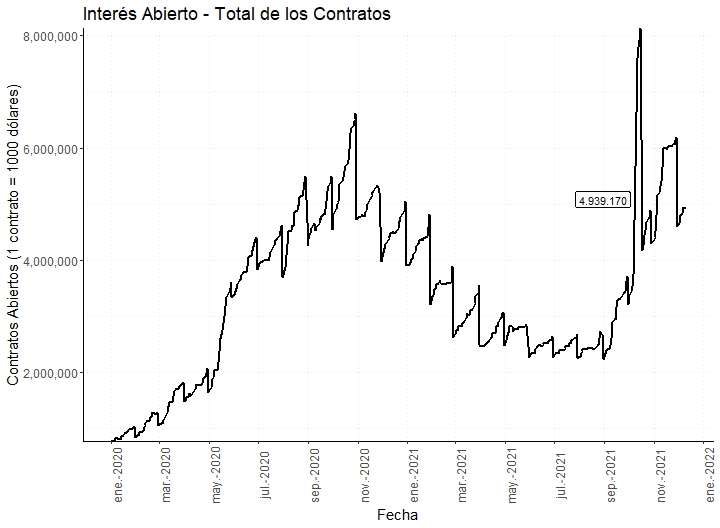 Interés Abierto - Total de los Contratos
Contratos Abiertos (1 contrato = 1000 dólares)
8,000,000
6,000,000
4,000,000
2,000,000
4.939.170
ene.-2020
mar.-2020
may.-2020
jul.-2020
sep.-2020
nov.-2020
ene.-2021
mar.-2021
may.-2021
jul.-2021
sep.-2021
nov.-2021
ene.-2022
Fecha